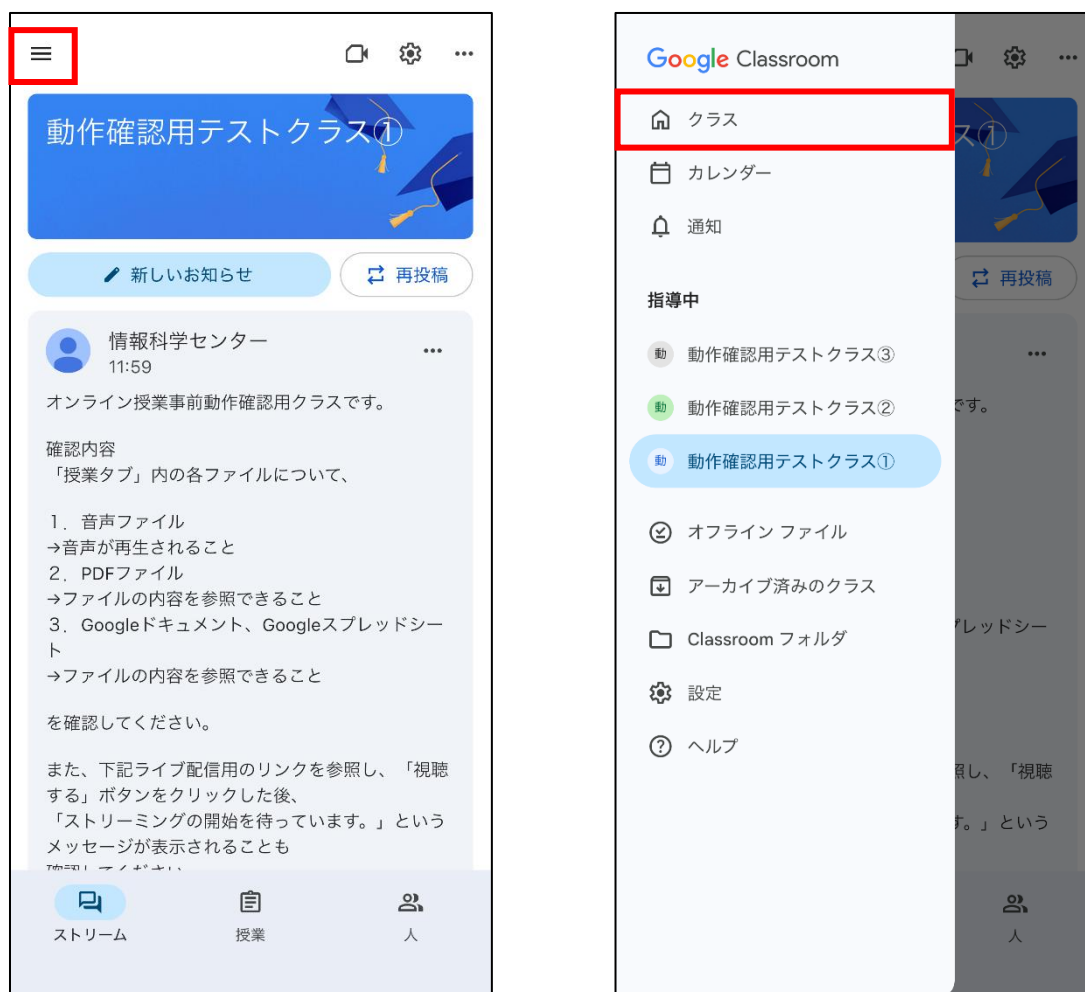 動作確認用テストクラス①
新しいお知らせ
再投稿
情報科学センター
11:59
オンライン授業事前動作確認用クラスです。
確認内容
「授業タブ」内の各ファイルについて、
1．音声ファイル
→音声が再生されること
2．PDFファイル
→ファイルの内容を参照できること
3．Googleドキュメント、Googleスプレッドシー
ト
→ファイルの内容を参照できること
を確認してください。
また、下記ライブ配信用のリンクを参照し、「視聴
する」ボタンをクリックした後、
「ストリーミングの開始を待っています。」という
メッセージが表示されることも
確認してください
ストリーム
授業
人
Google Classroom
クラス
カレンダー
通知
指導中
動 動作確認用テストクラス③
動 動作確認用テストクラス②
動 動作確認用テストクラス①
オフライン ファイル
アーカイブ済みのクラス
Classroom フォルダ
設定
ヘルプ
ス①
再投稿
です。
プレッドシー
照し、「視聴
す。」という
人